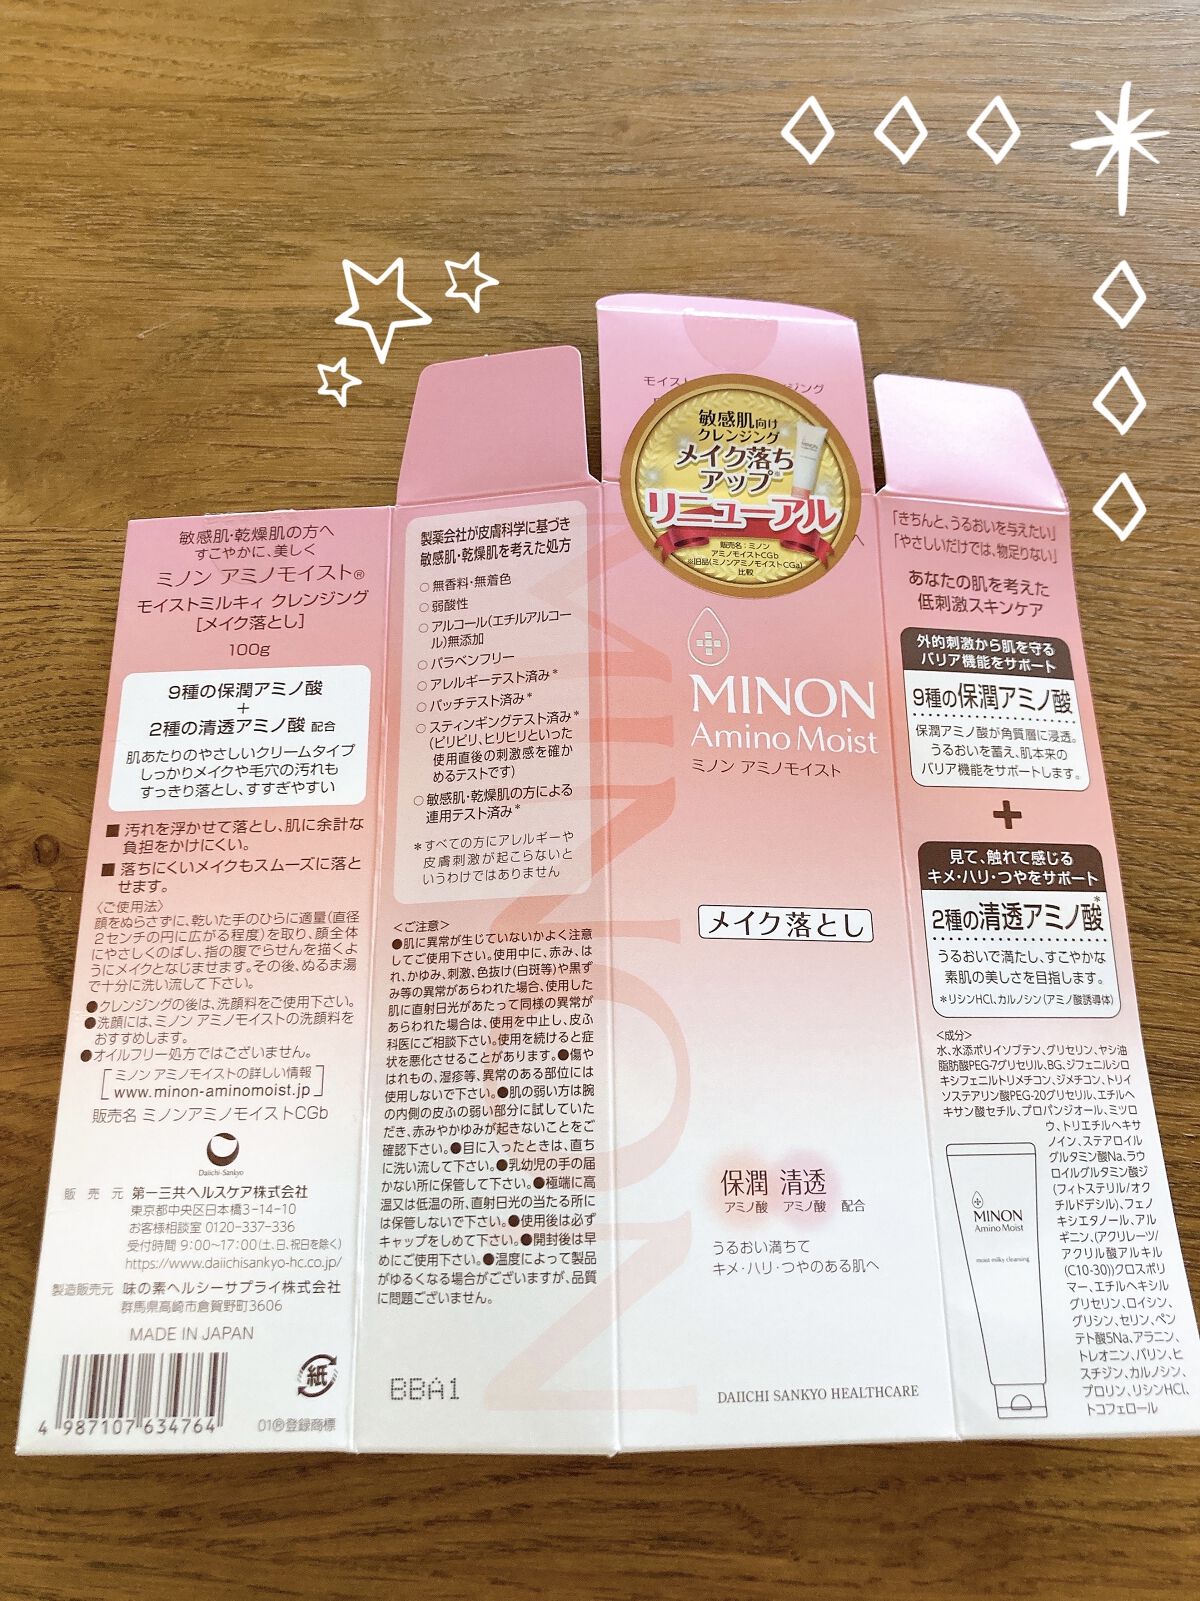 敏感肌・乾燥肌の方へ
すこやかに、美しく
ミノン アミノモイスト®
モイストミルキィ クレンジング
[メイク落とし]
100g
9種の保潤アミノ酸
+
2種の清透アミノ酸 配合
肌あたりのやさしいクリームタイプ
しっかりメイクや毛穴の汚れも
すっきり落とし、すすぎやすい
■ 汚れを浮かせて落とし、肌に余計な
負担をかけにくい。
■ 落ちにくいメイクもスムーズに落と
せます。
〈ご使用法〉
顔をぬらさずに、乾いた手のひらに適量(直径
2センチの円に広がる程度)を取り、顔全体
にやさしくのばし、指の腹でらせんを描くよ
うにメイクとなじませます。その後、ぬるま湯
で十分に洗い流して下さい。
●クレンジングの後は、洗顔料をご使用下さい。
●洗顔には、ミノン アミノモイストの洗顔料を
おすすめします。
●オイルフリー処方ではございません。
ミノン アミノモイストの詳しい情報
www.minon-aminomoist.jp
販売名 ミノンアミノモイストCGb
Daiichi-Sankyo
販売元 第一三共ヘルスケア株式会社
東京都中央区日本橋3-14-10
お客様相談室 0120-337-336
受付時間 9:00~17:00(土、日、祝日を除く)
https://www.daiichisankyo-hc.co.jp/
製造販売元 味の素ヘルシーサプライ株式会社
群馬県高崎市倉賀野町3606
MADE IN JAPAN
紙
4 987107 634764
01®登録商標
製薬会社が皮膚科学に基づき
敏感肌・乾燥肌を考えた処方
○ 無香料・無着色
○ 弱酸性
○ アルコール(エチルアルコー
ル)無添加
○ パラベンフリー
○ アレルギーテスト済み*
○ パッチテスト済み*
○ スティンギングテスト済み*
(ピリピリ、ヒリヒリといった
使用直後の刺激感を確か
めるテストです)
○ 敏感肌・乾燥肌の方による
連用テスト済み*
*すべての方にアレルギーや
皮膚刺激が起こらないと
いうわけではありません
<ご注意>
●肌に異常が生じていないかよく注意
してご使用下さい。使用中に、赤み、は
れ、かゆみ、刺激、色抜け(白斑等)や黒ず
み等の異常があらわれた場合、使用した
肌に直射日光があたって同様の異常が
あらわれた場合は、使用を中止し、皮ふ
科医にご相談下さい。使用を続けると症
状を悪化させることがあります。●傷や
はれもの、湿疹等、異常のある部位には
使用しないで下さい。●肌の弱い方は腕
の内側の皮ふの弱い部分に試していた
だき、赤みやかゆみが起きないことをご
確認下さい。●目に入ったときは、直ち
に洗い流して下さい。●乳幼児の手の届
かない所に保管して下さい。●極端に高
温又は低温の所、直射日光の当たる所に
は保管しないで下さい。●使用後は必ず
キャップをしめて下さい。●開封後は早
めにご使用下さい。●温度によって製品
がゆるくなる場合がございますが、品質
に問題ございません。
BBA1
MINON
モイス
ジング
敏感肌向け
クレンジング
メイク落ち
アップ※
リニューアル
販売名:ミノン
アミノモイストCGb
※旧品(ミノンアミノモイストCGa)
比較
MINON
Amino Moist
ミノン アミノモイスト
メイク落とし
保潤 清透
アミノ酸 アミノ酸 配合
うるおい満ちて
キメ・ハリ・つやのある肌へ
DAIICHI SANKYO HEALTHCARE
「きちんと、うるおいを与えたい」
「やさしいだけでは、物足りない」
あなたの肌を考えた
低刺激スキンケア
外的刺激から肌を守る
バリア機能をサポート
9種の保潤アミノ酸
保潤アミノ酸が角質層に浸透。
うるおいを蓄え、肌本来の
バリア機能をサポートします。
+
見て、触れて感じる
キメ・ハリ・つやをサポート
2種の清透アミノ酸*
うるおいで満たし、すこやかな
素肌の美しさを目指します。
*リシンHCl、カルノシン(アミノ酸誘導体)
<成分>
水、水添ポリイソブテン、グリセリン、ヤシ油
脂肪酸PEG-7グリセリル、BG、ジフェニルシロ
キシフェニルトリメチコン、ジメチコン、トリイ
ソステアリン酸PEG-20グリセリル、エチルヘ
キサン酸セチル、プロパンジオール、ミツロ
ウ、トリエチルヘキサ
ノイン、ステアロイル
グルタミン酸Na、ラウ
ロイルグルタミン酸ジ
(フィトステリル/オク
チルドデシル)、フェノ
キシエタノール、アル
ギニン、(アクリレーツ/
アクリル酸アルキル
(C10-30))クロスポリ
マー、エチルヘキシル
グリセリン、ロイシン、
グリシン、セリン、ペン
テト酸5Na、アラニン、
トレオニン、バリン、ヒ
スチジン、カルノシン、
プロリン、リシンHCl、
トコフェロール
MINON
Amino Moist
moist milky cleansing